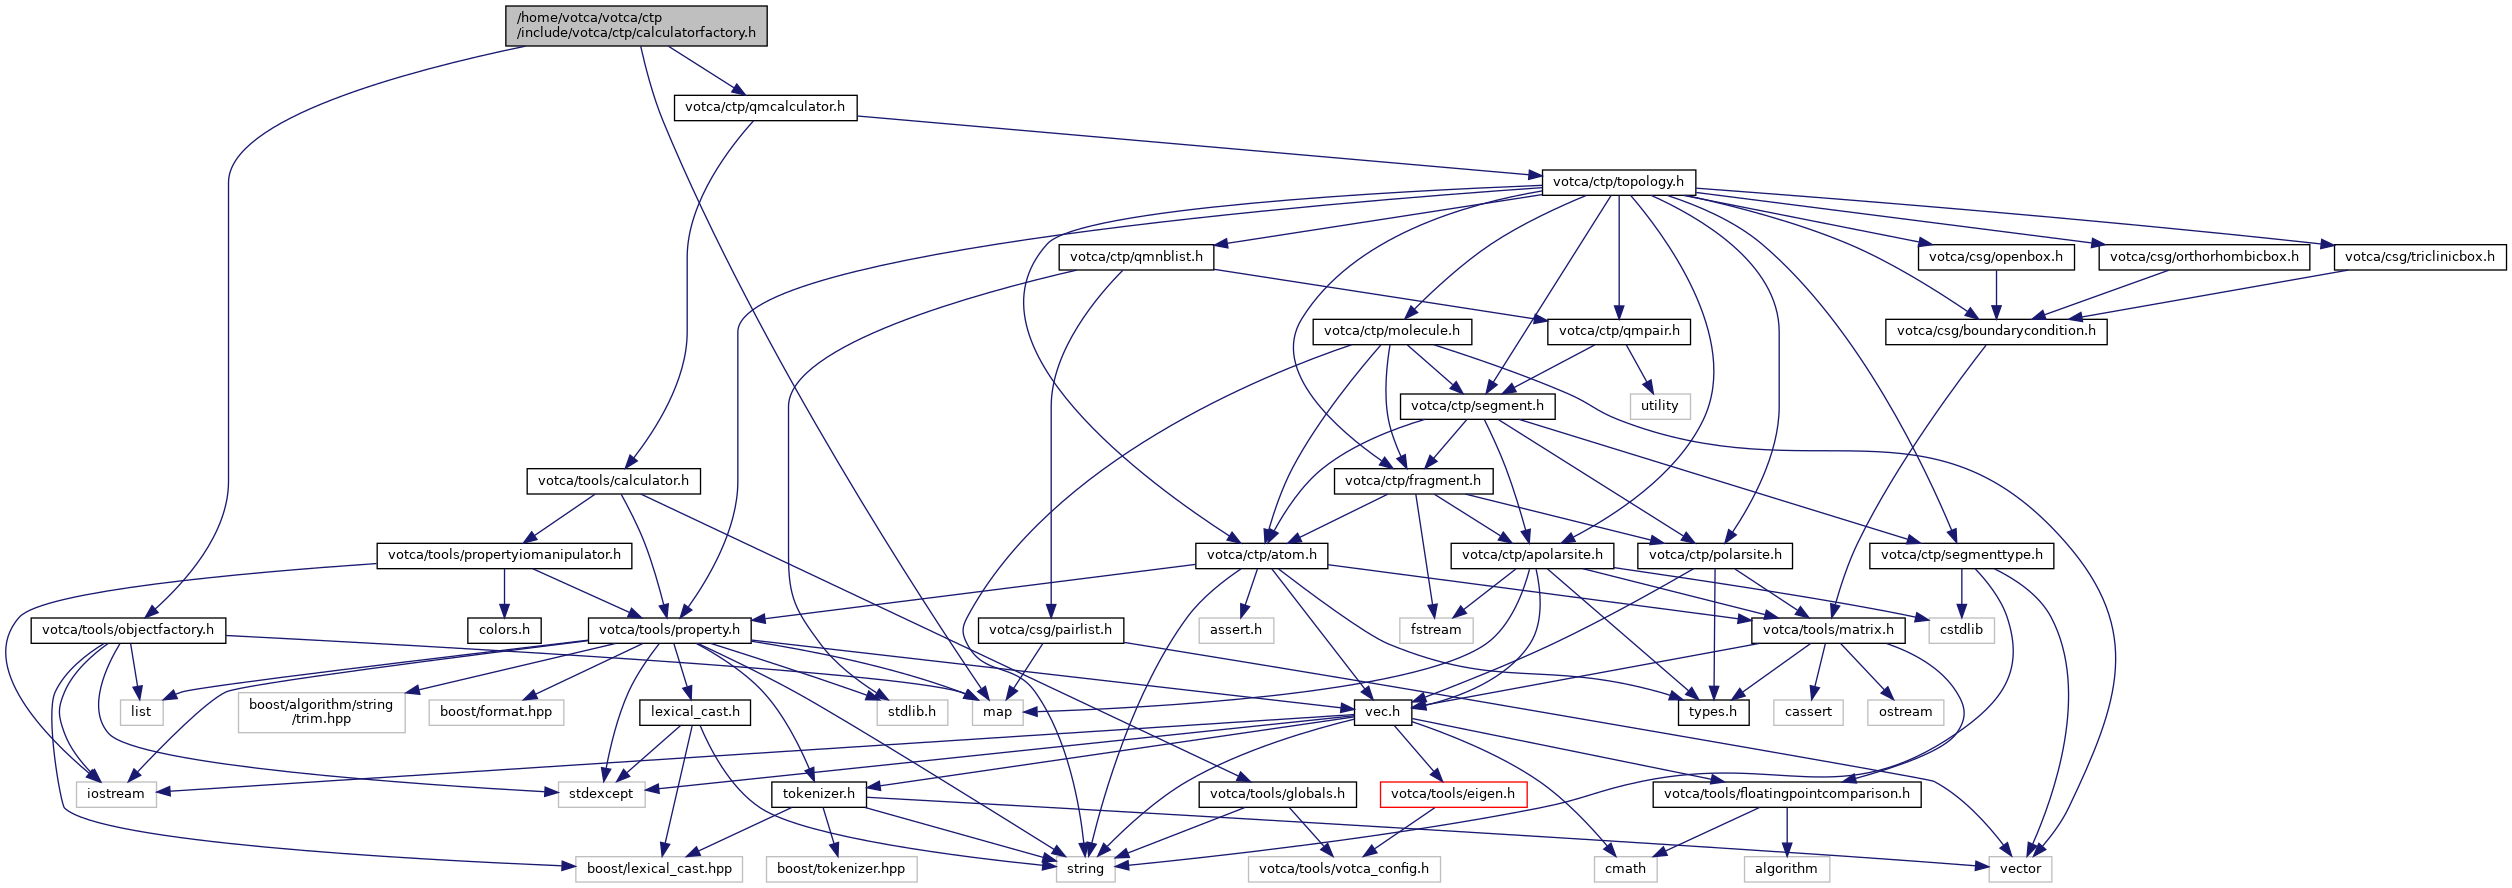 /home/votca/votca/ctp
/include/votca/ctp/calculatorfactory.h
votca/ctp/qmcalculator.h
votca/ctp/topology.h
votca/ctp/qmnblist.h
votca/csg/openbox.h
votca/csg/orthorhombicbox.h
votca/csg/triclinicbox.h
votca/ctp/molecule.h
votca/ctp/qmpair.h
votca/csg/boundarycondition.h
votca/ctp/segment.h
utility
votca/tools/calculator.h
votca/ctp/fragment.h
votca/tools/propertyiomanipulator.h
votca/ctp/atom.h
votca/ctp/apolarsite.h
votca/ctp/polarsite.h
votca/ctp/segmenttype.h
votca/tools/objectfactory.h
colors.h
votca/tools/property.h
votca/csg/pairlist.h
assert.h
fstream
votca/tools/matrix.h
cstdlib
list
boost/algorithm/string
/trim.hpp
boost/format.hpp
lexical_cast.h
stdlib.h
map
vec.h
types.h
cassert
ostream
iostream
stdexcept
tokenizer.h
votca/tools/globals.h
votca/tools/eigen.h
votca/tools/floatingpointcomparison.h
boost/lexical_cast.hpp
boost/tokenizer.hpp
string
votca/tools/votca_config.h
cmath
algorithm
vector